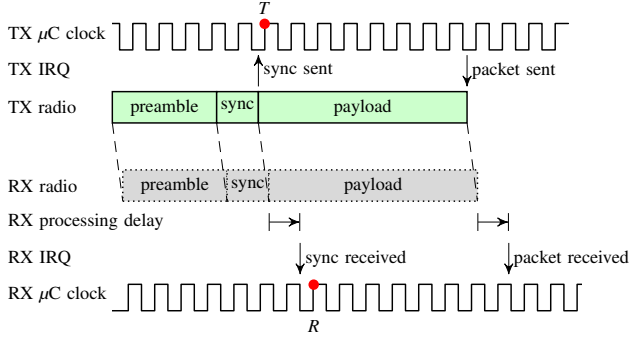 T
TX μC clock
TX IRQ sync sent packet sent
TX radio preamble sync payload
RX radio preamble sync payload
RX processing delay
RX IRQ sync received packet received
RX μC clock
R